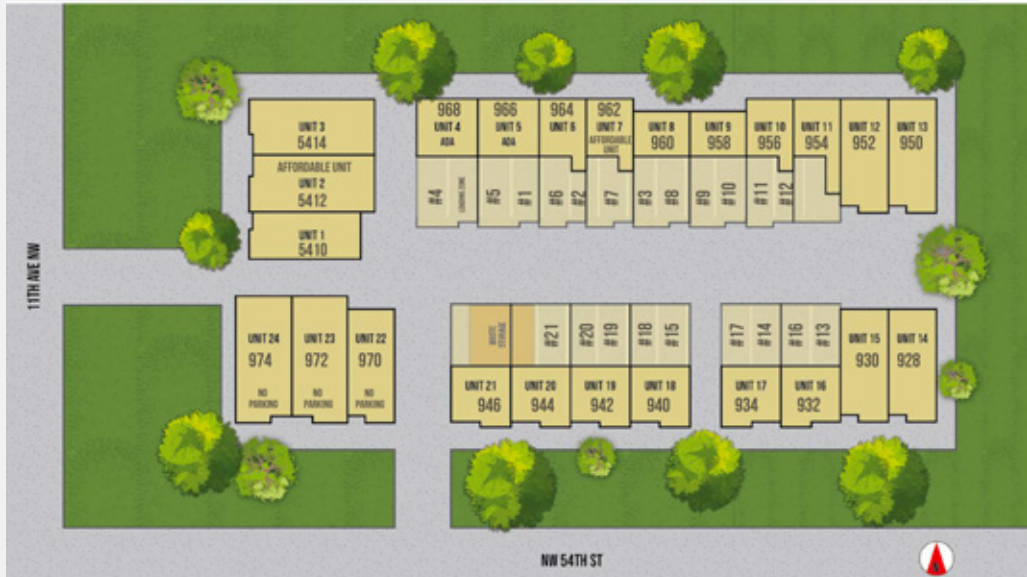 11TH AVE NW
UNIT 3
5414
AFFORDABLE UNIT
UNIT 2
5412
UNIT 1
5410
968
UNIT 4
ADA
966
UNIT 5
ADA
964
UNIT 6
962
UNIT 7
AFFORDABLE
UNIT
UNIT 8
960
UNIT 9
958
UNIT 10
956
UNIT 11
954
UNIT 12
952
UNIT 13
950
#4
LOADING ZONE
#5
#1
#6
#2
#7
#3
#8
#9
#10
#11
#12
UNIT 24
974
NO
PARKING
UNIT 23
972
NO
PARKING
UNIT 22
970
NO
PARKING
#21
#20
#19
#18
#15
#17
#14
#16
#13
UNIT 21
946
UNIT 20
944
UNIT 19
942
UNIT 18
940
UNIT 17
934
UNIT 16
932
UNIT 15
930
UNIT 14
928
NW 54TH ST